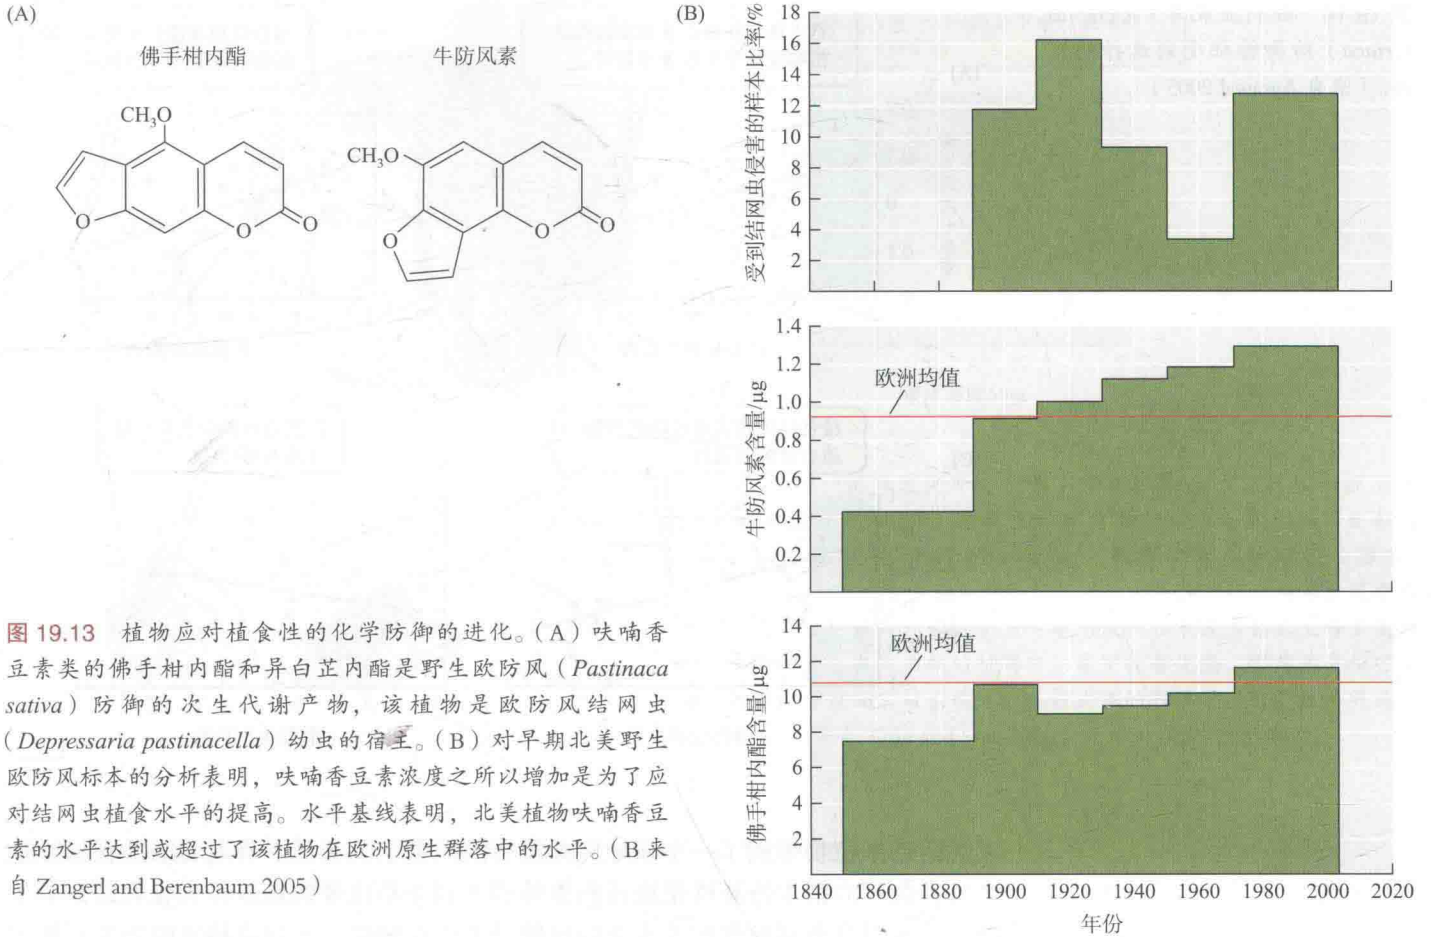 (A)
佛手柑内酯
牛防风素
CH₃O
O
O
O
CH₃O
O
O
O
图 19.13 植物应对植食性的化学防御的进化。(A)呋喃香
豆素类的佛手柑内酯和异白芷内酯是野生欧防风(Pastinaca
sativa)防御的次生代谢产物，该植物是欧防风结网虫
(Depressaria pastinacella)幼虫的宿主。(B)对早期北美野生
欧防风标本的分析表明，呋喃香豆素浓度之所以增加是为了应
对结网虫植食水平的提高。水平基线表明，北美植物呋喃香豆
素的水平达到或超过了该植物在欧洲原生群落中的水平。(B 来
自 Zangerl and Berenbaum 2005)
(B)
受到结网虫侵害的样本比率/%
18
16
14
12
10
8
6
4
2
牛防风素含量/μg
1.4
1.2
1.0
0.8
0.6
0.4
0.2
欧洲均值
佛手柑内酯含量/μg
14
12
10
8
6
4
2
欧洲均值
1840 1860 1880 1900 1920 1940 1960 1980 2000 2020
年份